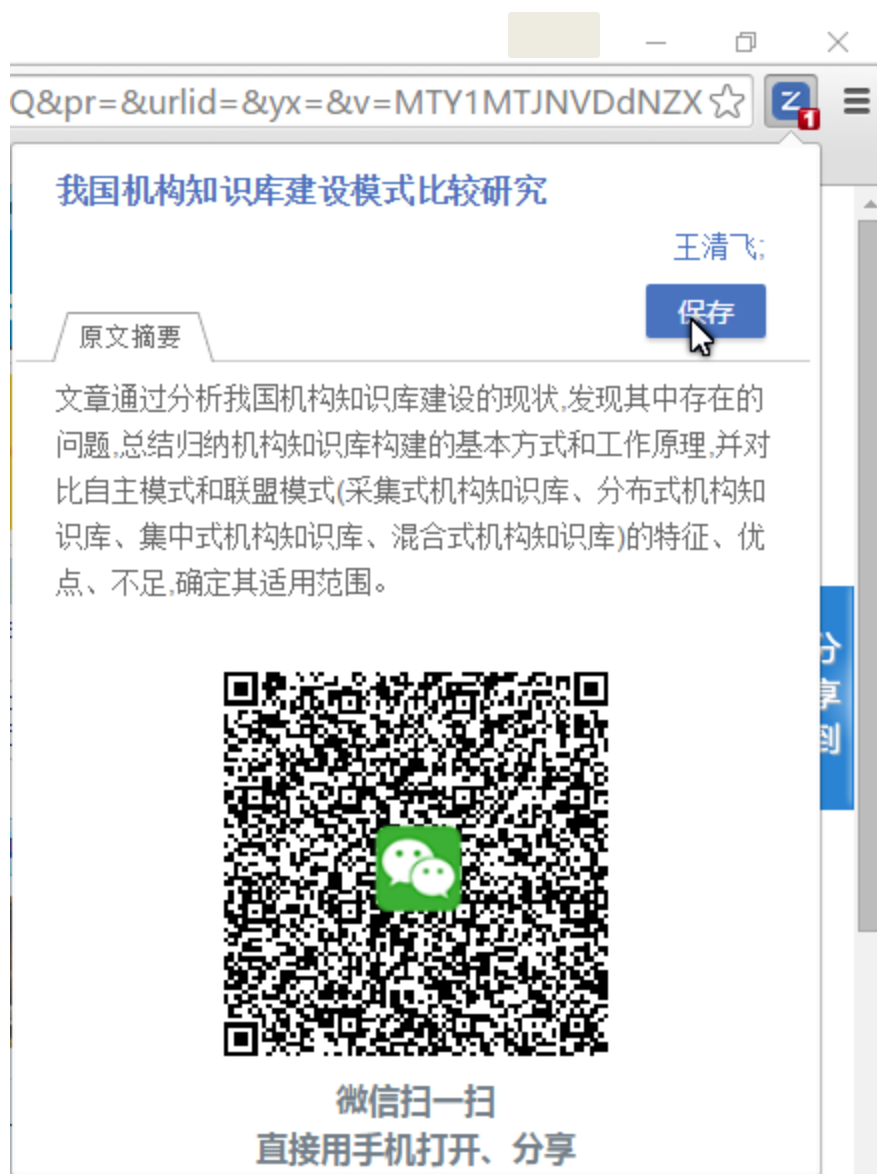 Q&pr=&urlid=&yx=&v=MTY1MTJNVDdNZX
Z
1
我国机构知识库建设模式比较研究
王清飞;
保存
原文摘要
文章通过分析我国机构知识库建设的现状,发现其中存在的
问题,总结归纳机构知识库构建的基本方式和工作原理,并对
比自主模式和联盟模式(采集式机构知识库、分布式机构知
识库、集中式机构知识库、混合式机构知识库)的特征、优
点、不足,确定其适用范围。
分
享
到
微信扫一扫
直接用手机打开、分享